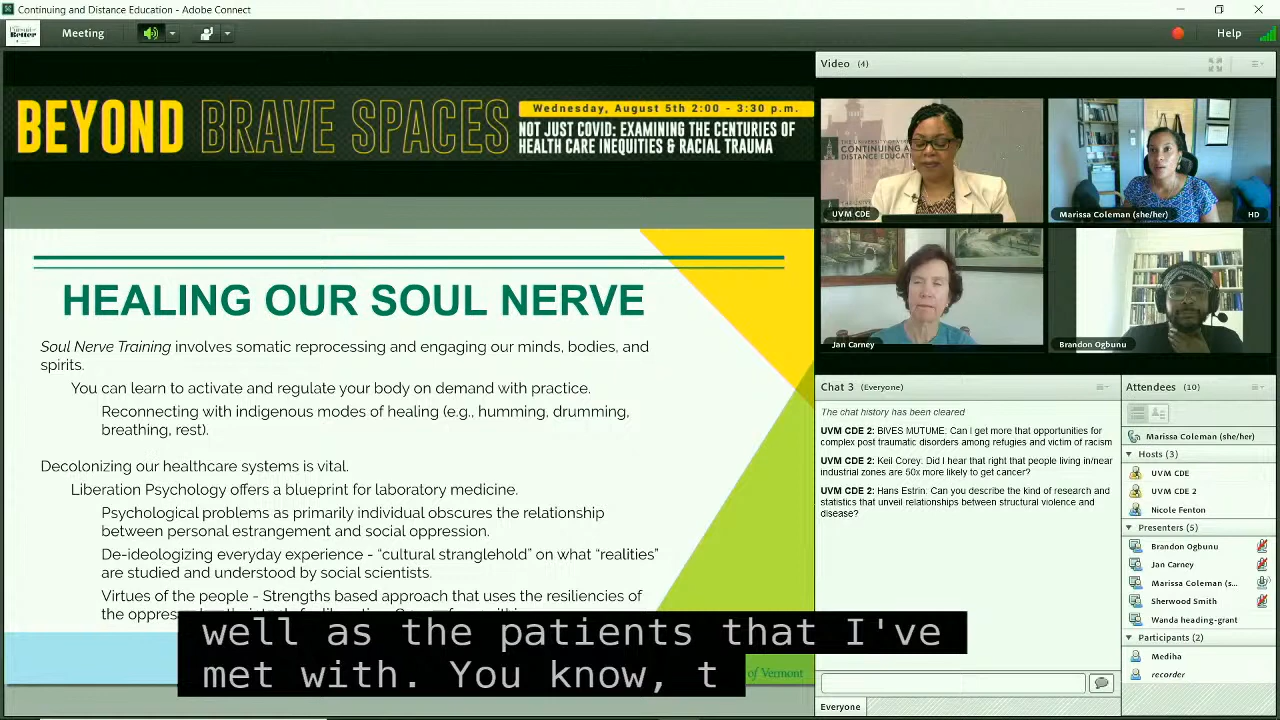 Continuing and Distance Education - Adobe Connect
Meeting
Help
BEYOND BRAVE SPACES
Wednesday, August 5th 2:00 - 3:30 p.m.
NOT JUST COVID: EXAMINING THE CENTURIES OF
HEALTH CARE INEQUITIES & RACIAL TRAUMA
HEALING OUR SOUL NERVE
Soul Nerve Training involves somatic reprocessing and engaging our minds, bodies, and
spirits.
You can learn to activate and regulate your body on demand with practice.
Reconnecting with indigenous modes of healing (e.g., humming, drumming,
breathing, rest).
Decolonizing our healthcare systems is vital.
Liberation Psychology offers a blueprint for laboratory medicine.
Psychological problems as primarily individual obscures the relationship
between personal estrangement and social oppression.
De-ideologizing everyday experience - “cultural stranglehold” on what “realities”
are studied and understood by social scientists.
Virtues of the people - Strengths based approach that uses the resiliencies of
the
well as the patients that I've
met with. You know, t
of Vermont
Video (4)
CONTINUING
DISTANCE EDUCAT
UVM CDE
Marissa Coleman (she/her)
HD
Jan Carney
Brandon Ogbunu
Chat 3 (Everyone)
The chat history has been cleared
UVM CDE 2: BIVES MUTUME: Can I get more that opportunities for
complex post traumatic disorders among refugies and victim of racism
UVM CDE 2: Keil Corey: Did I hear that right that people living in/near
industrial zones are 50x more likely to get cancer?
UVM CDE 2: Hans Estrin: Can you describe the kind of research and
statistics that unveil relationships between structural violence and
disease?
Everyone
Attendees (10)
Marissa Coleman (she/her)
Hosts (3)
UVM CDE
UVM CDE 2
Nicole Fenton
Presenters (5)
Brandon Ogbunu
Jan Carney
Marissa Coleman (s...
Sherwood Smith
Wanda heading-grant
Participants (2)
Mediha
recorder